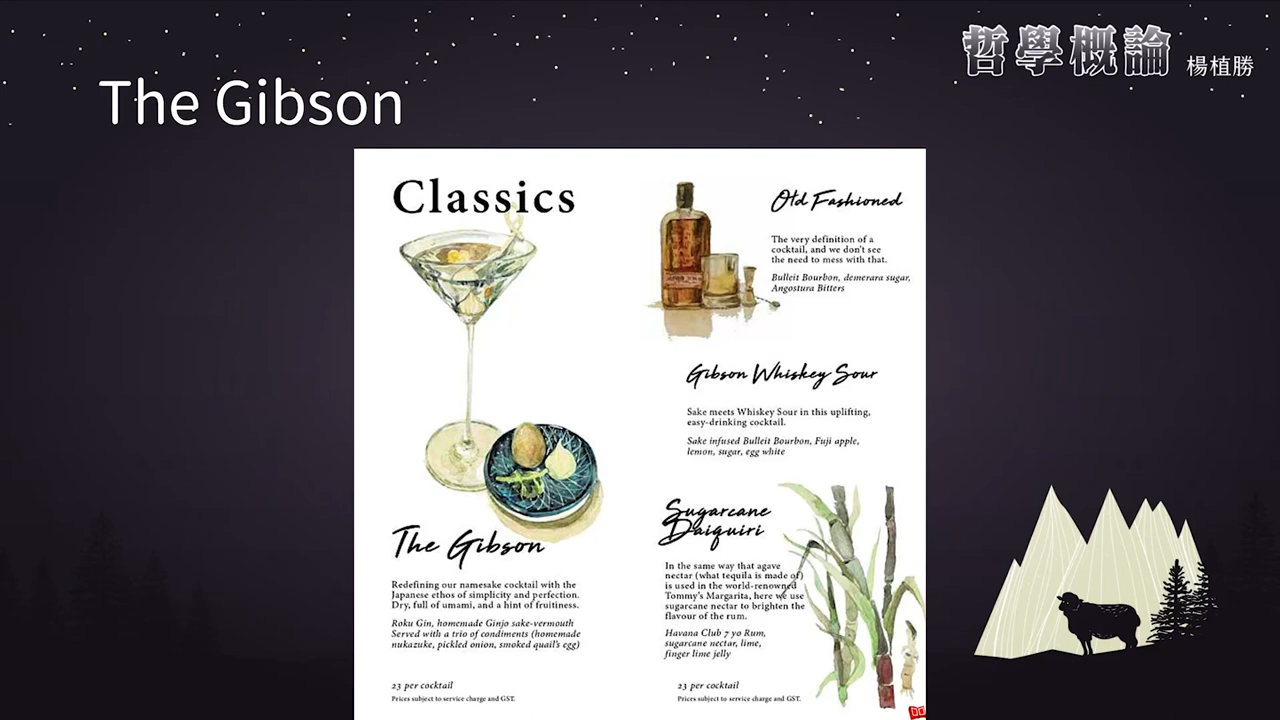 哲學概論 楊植勝
The Gibson
Classics
The Gibson
Redefining our namesake cocktail with the
Japanese ethos of simplicity and perfection.
Dry, full of umami, and a hint of fruitiness.
Roku Gin, homemade Ginjo sake-vermouth
Served with a trio of condiments (homemade
nukazuke, pickled onion, smoked quail's egg)
23 per cocktail
Prices subject to service charge and GST.
Old Fashioned
The very definition of a
cocktail, and we don't see
the need to mess with that.
Bulleit Bourbon, demerara sugar,
Angostura Bitters
Gibson Whiskey Sour
Sake meets Whiskey Sour in this uplifting,
easy-drinking cocktail.
Sake infused Bulleit Bourbon, Fuji apple,
lemon, sugar, egg white
Sugarcane
Daiquiri
In the same way that agave
nectar (what tequila is made of)
is used in the world-renowned
Tommy's Margarita, here we use
sugarcane nectar to brighten the
flavour of the rum.
Havana Club 7 yo Rum,
sugarcane nectar, lime,
finger lime jelly
23 per cocktail
Prices subject to service charge and GST.